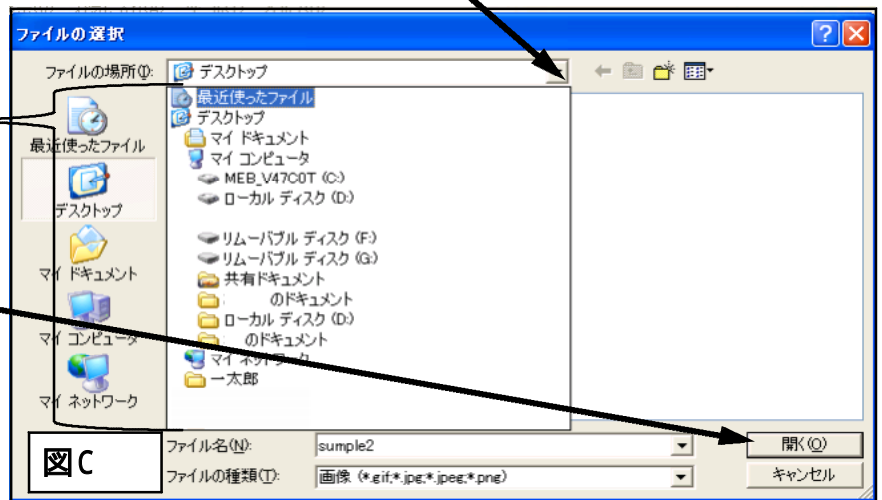 ファイルの選択
ファイルの場所(I):
デスクトップ
最近使ったファイル
デスクトップ
マイ ドキュメント
マイ コンピュータ
MEB_V47C0T (C:)
ローカル ディスク (D:)
リムーバブル ディスク (F:)
リムーバブル ディスク (G:)
共有ドキュメント
のドキュメント
ローカル ディスク (D:)
のドキュメント
マイ ネットワーク
一太郎
最近使ったファイル
デスクトップ
マイ ドキュメント
マイ コンピュータ
マイ ネットワーク
図C
ファイル名(N):
sumple2
開く(O)
ファイルの種類(T):
画像 (*.gif;*.jpg;*.jpeg;*.png)
キャンセル